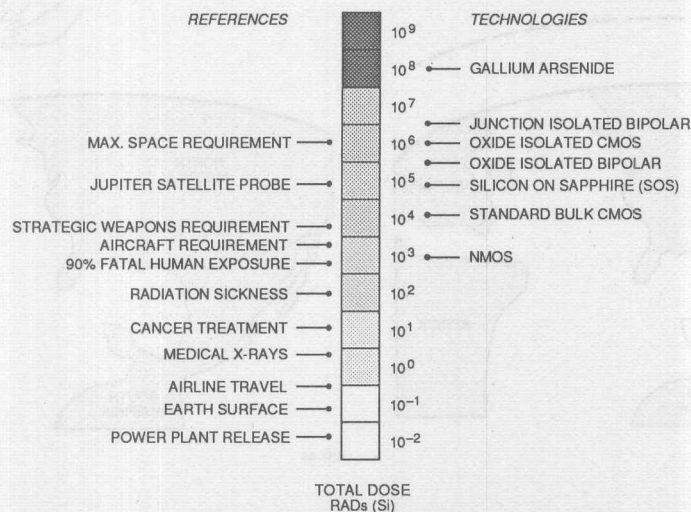 REFERENCES
TECHNOLOGIES
10⁹
10⁸
GALLIUM ARSENIDE
10⁷
JUNCTION ISOLATED BIPOLAR
MAX. SPACE REQUIREMENT
10⁶
OXIDE ISOLATED CMOS
OXIDE ISOLATED BIPOLAR
JUPITER SATELLITE PROBE
10⁵
SILICON ON SAPPHIRE (SOS)
STRATEGIC WEAPONS REQUIREMENT
10⁴
STANDARD BULK CMOS
AIRCRAFT REQUIREMENT
90% FATAL HUMAN EXPOSURE
10³
NMOS
RADIATION SICKNESS
10²
CANCER TREATMENT
10¹
MEDICAL X-RAYS
10⁰
AIRLINE TRAVEL
EARTH SURFACE
10⁻¹
POWER PLANT RELEASE
10⁻²
TOTAL DOSE
RADs (Si)